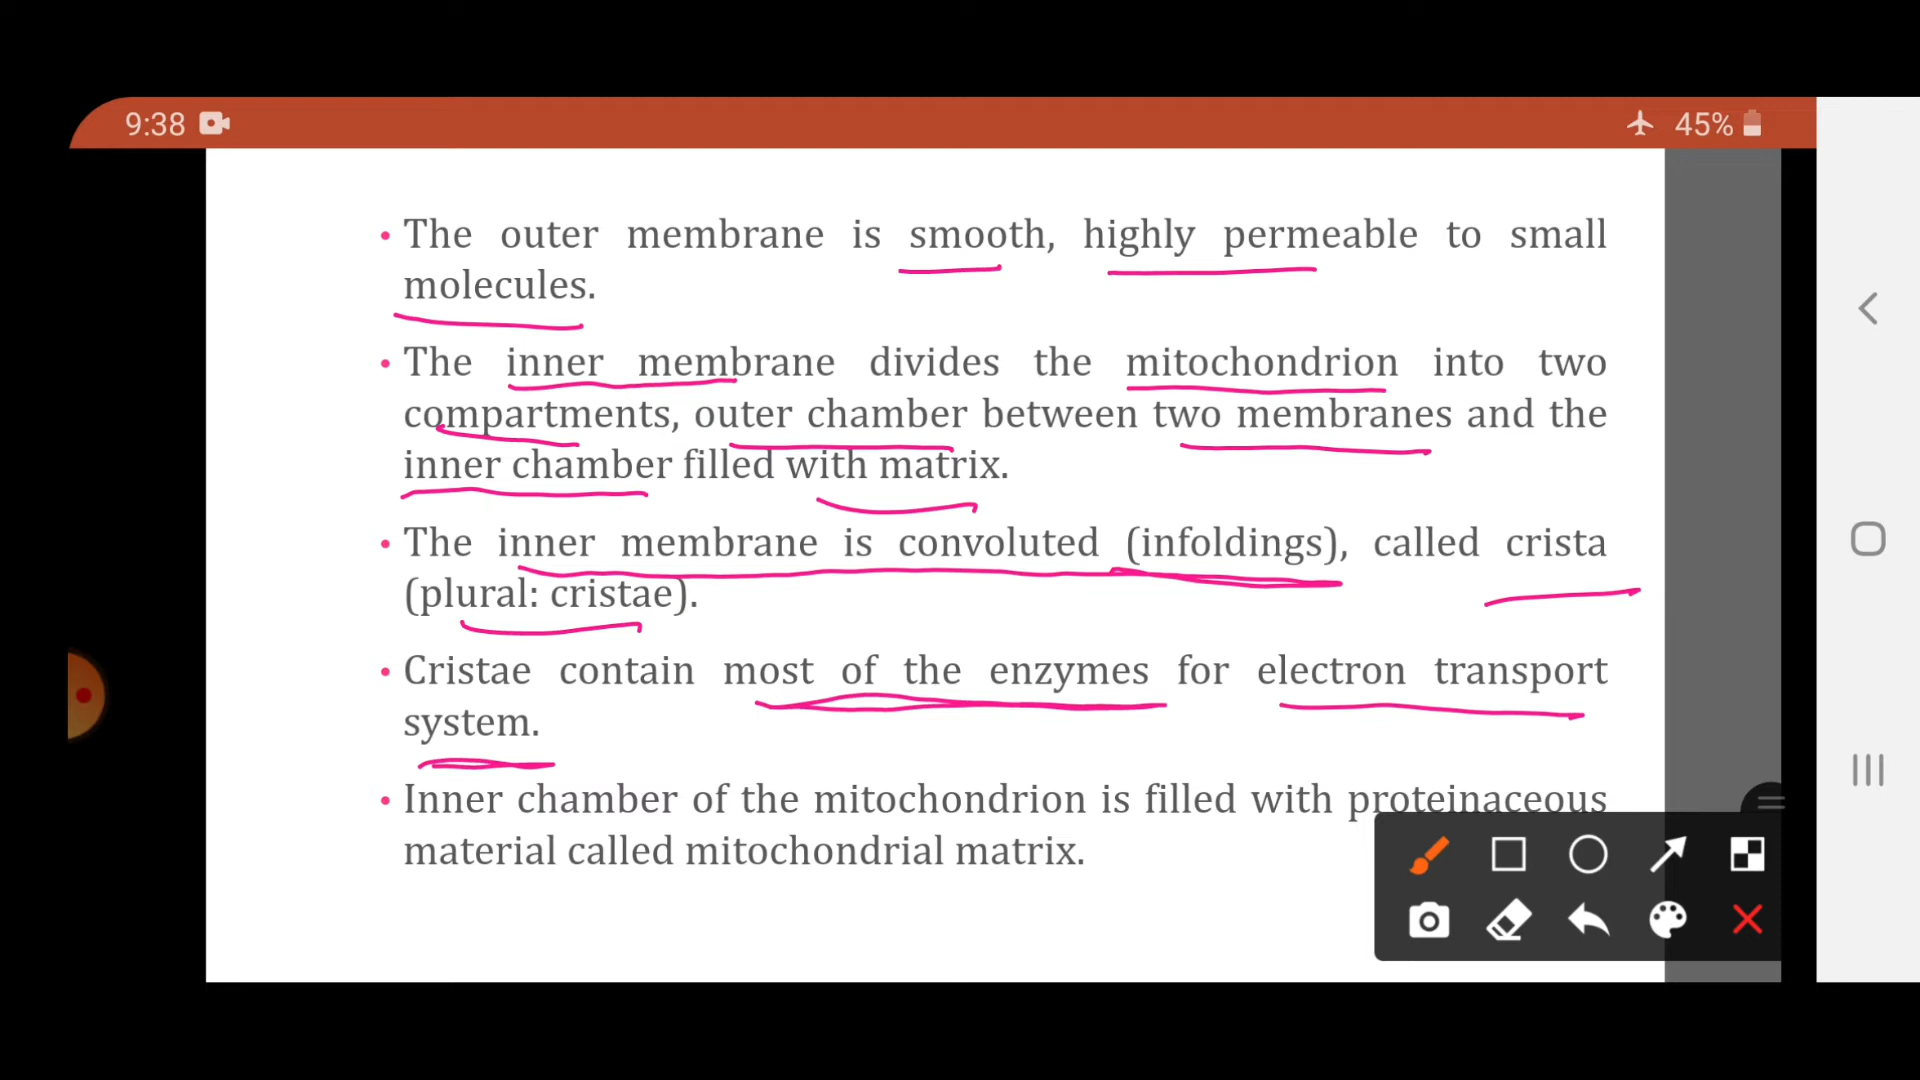 9:38
45%
• The outer membrane is smooth, highly permeable to small
molecules.
• The inner membrane divides the mitochondrion into two
compartments, outer chamber between two membranes and the
inner chamber filled with matrix.
• The inner membrane is convoluted (infoldings), called crista
(plural: cristae).
• Cristae contain most of the enzymes for electron transport
system.
• Inner chamber of the mitochondrion is filled with proteinaceous
material called mitochondrial matrix.